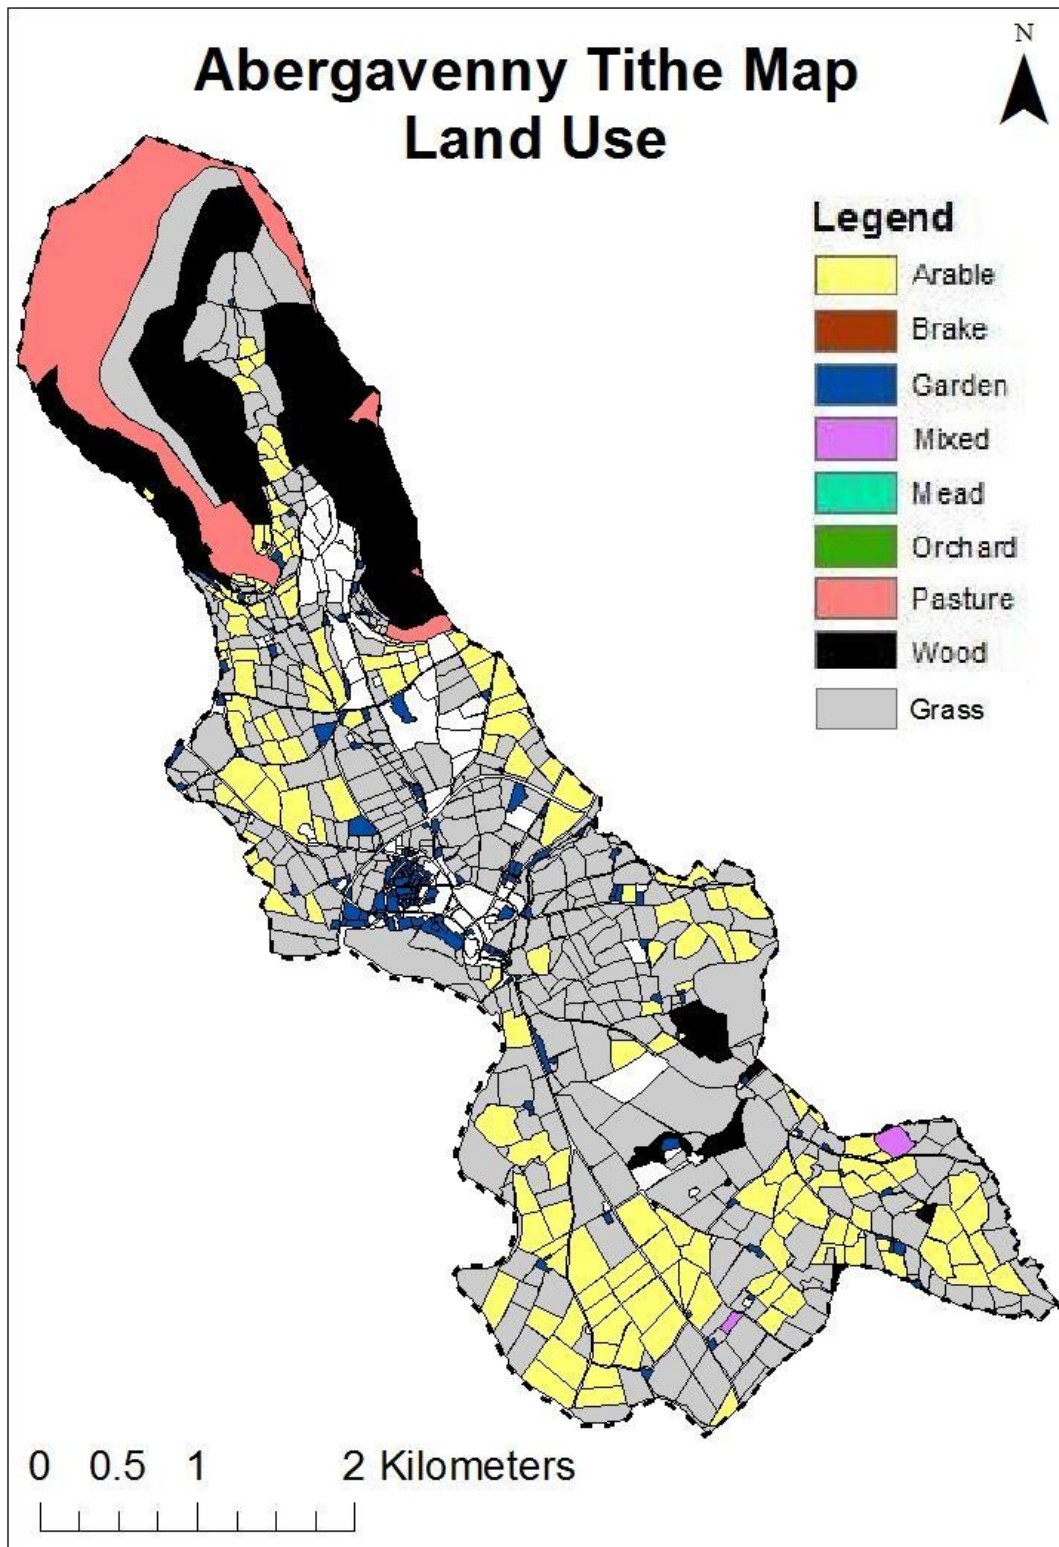 Abergavenny Tithe Map
Land Use
N
Legend
Arable
Brake
Garden
Mixed
Mead
Orchard
Pasture
Wood
Grass
0 0.5 1 2 Kilometers